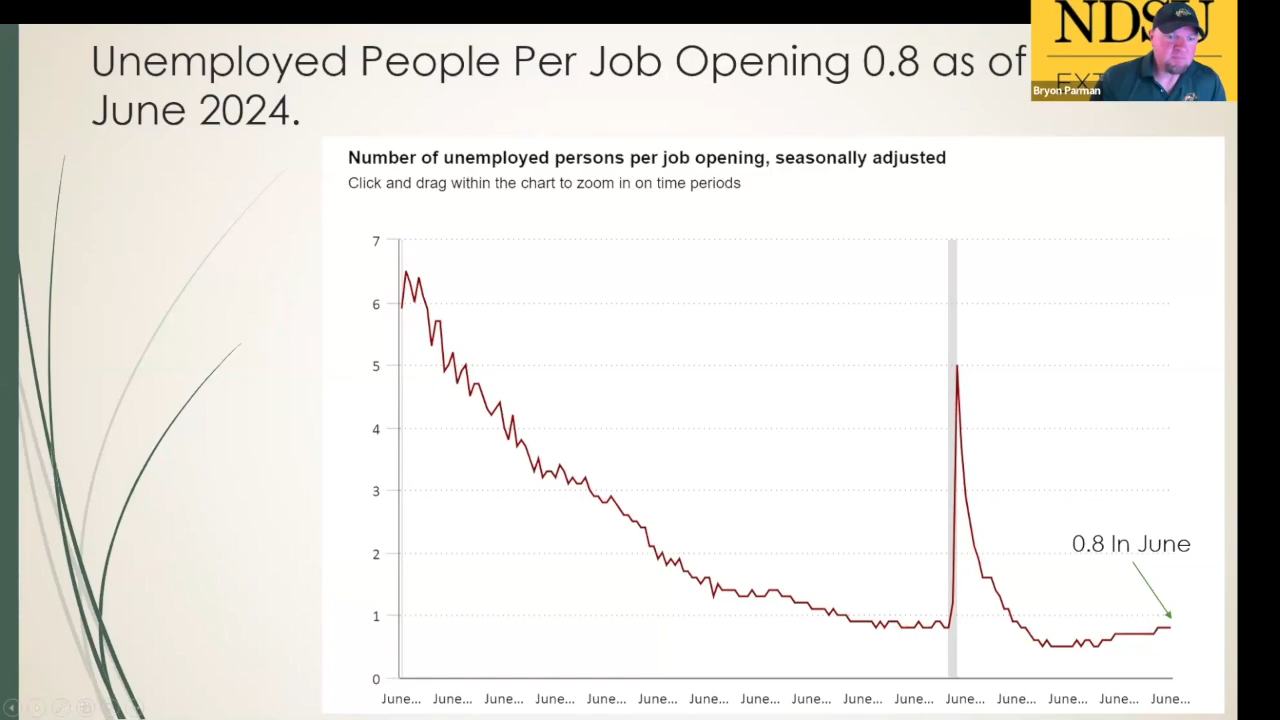 Unemployed People Per Job Opening 0.8 as of
June 2024.
NDSU
EXT
Bryon Parman
Number of unemployed persons per job opening, seasonally adjusted
Click and drag within the chart to zoom in on time periods
7
6
5
4
3
2
1
0
0.8 In June
June... June... June... June... June... June... June... June... June... June... June... June... June... June... June... June...